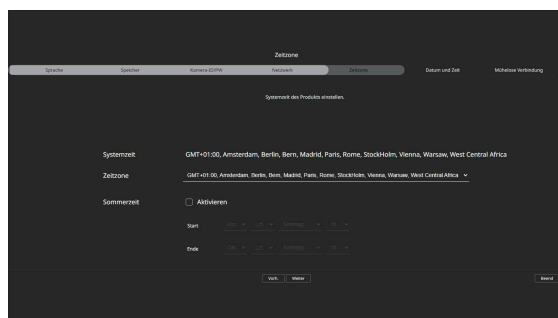 Zeitzone
Sprache Speicher Kamera-ID/PW Netzwerk Zeitzone Datum und Zeit Mühelose Verbindung
Systemzeit des Produkts einstellen.
Systemzeit GMT+01:00, Amsterdam, Berlin, Bern, Madrid, Paris, Rome, StockHolm, Vienna, Warsaw, West Central Africa
Zeitzone GMT+01:00, Amsterdam, Berlin, Bern, Madrid, Paris, Rome, StockHolm, Vienna, Warsaw, West Central Africa
Sommerzeit Aktivieren
Start
Ende
Vorh. Weiter Beend